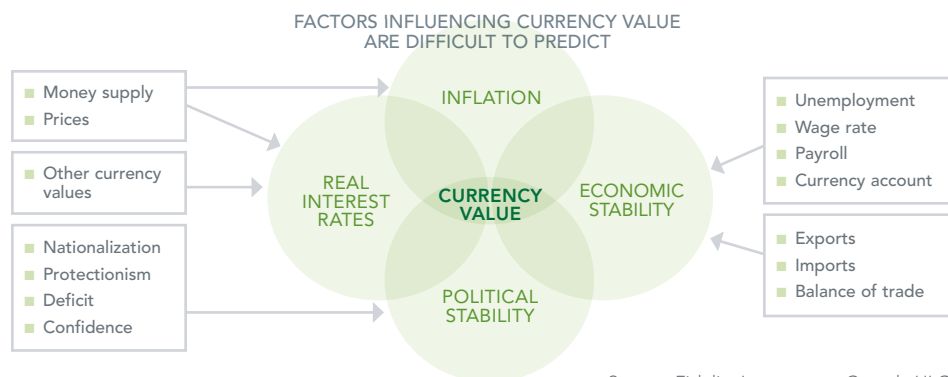 FACTORS INFLUENCING CURRENCY VALUE
ARE DIFFICULT TO PREDICT
Money supply
Prices
Other currency
values
Nationalization
Protectionism
Deficit
Confidence
INFLATION
REAL
INTEREST
RATES
CURRENCY
VALUE
ECONOMIC
STABILITY
POLITICAL
STABILITY
Unemployment
Wage rate
Payroll
Currency account
Exports
Imports
Balance of trade